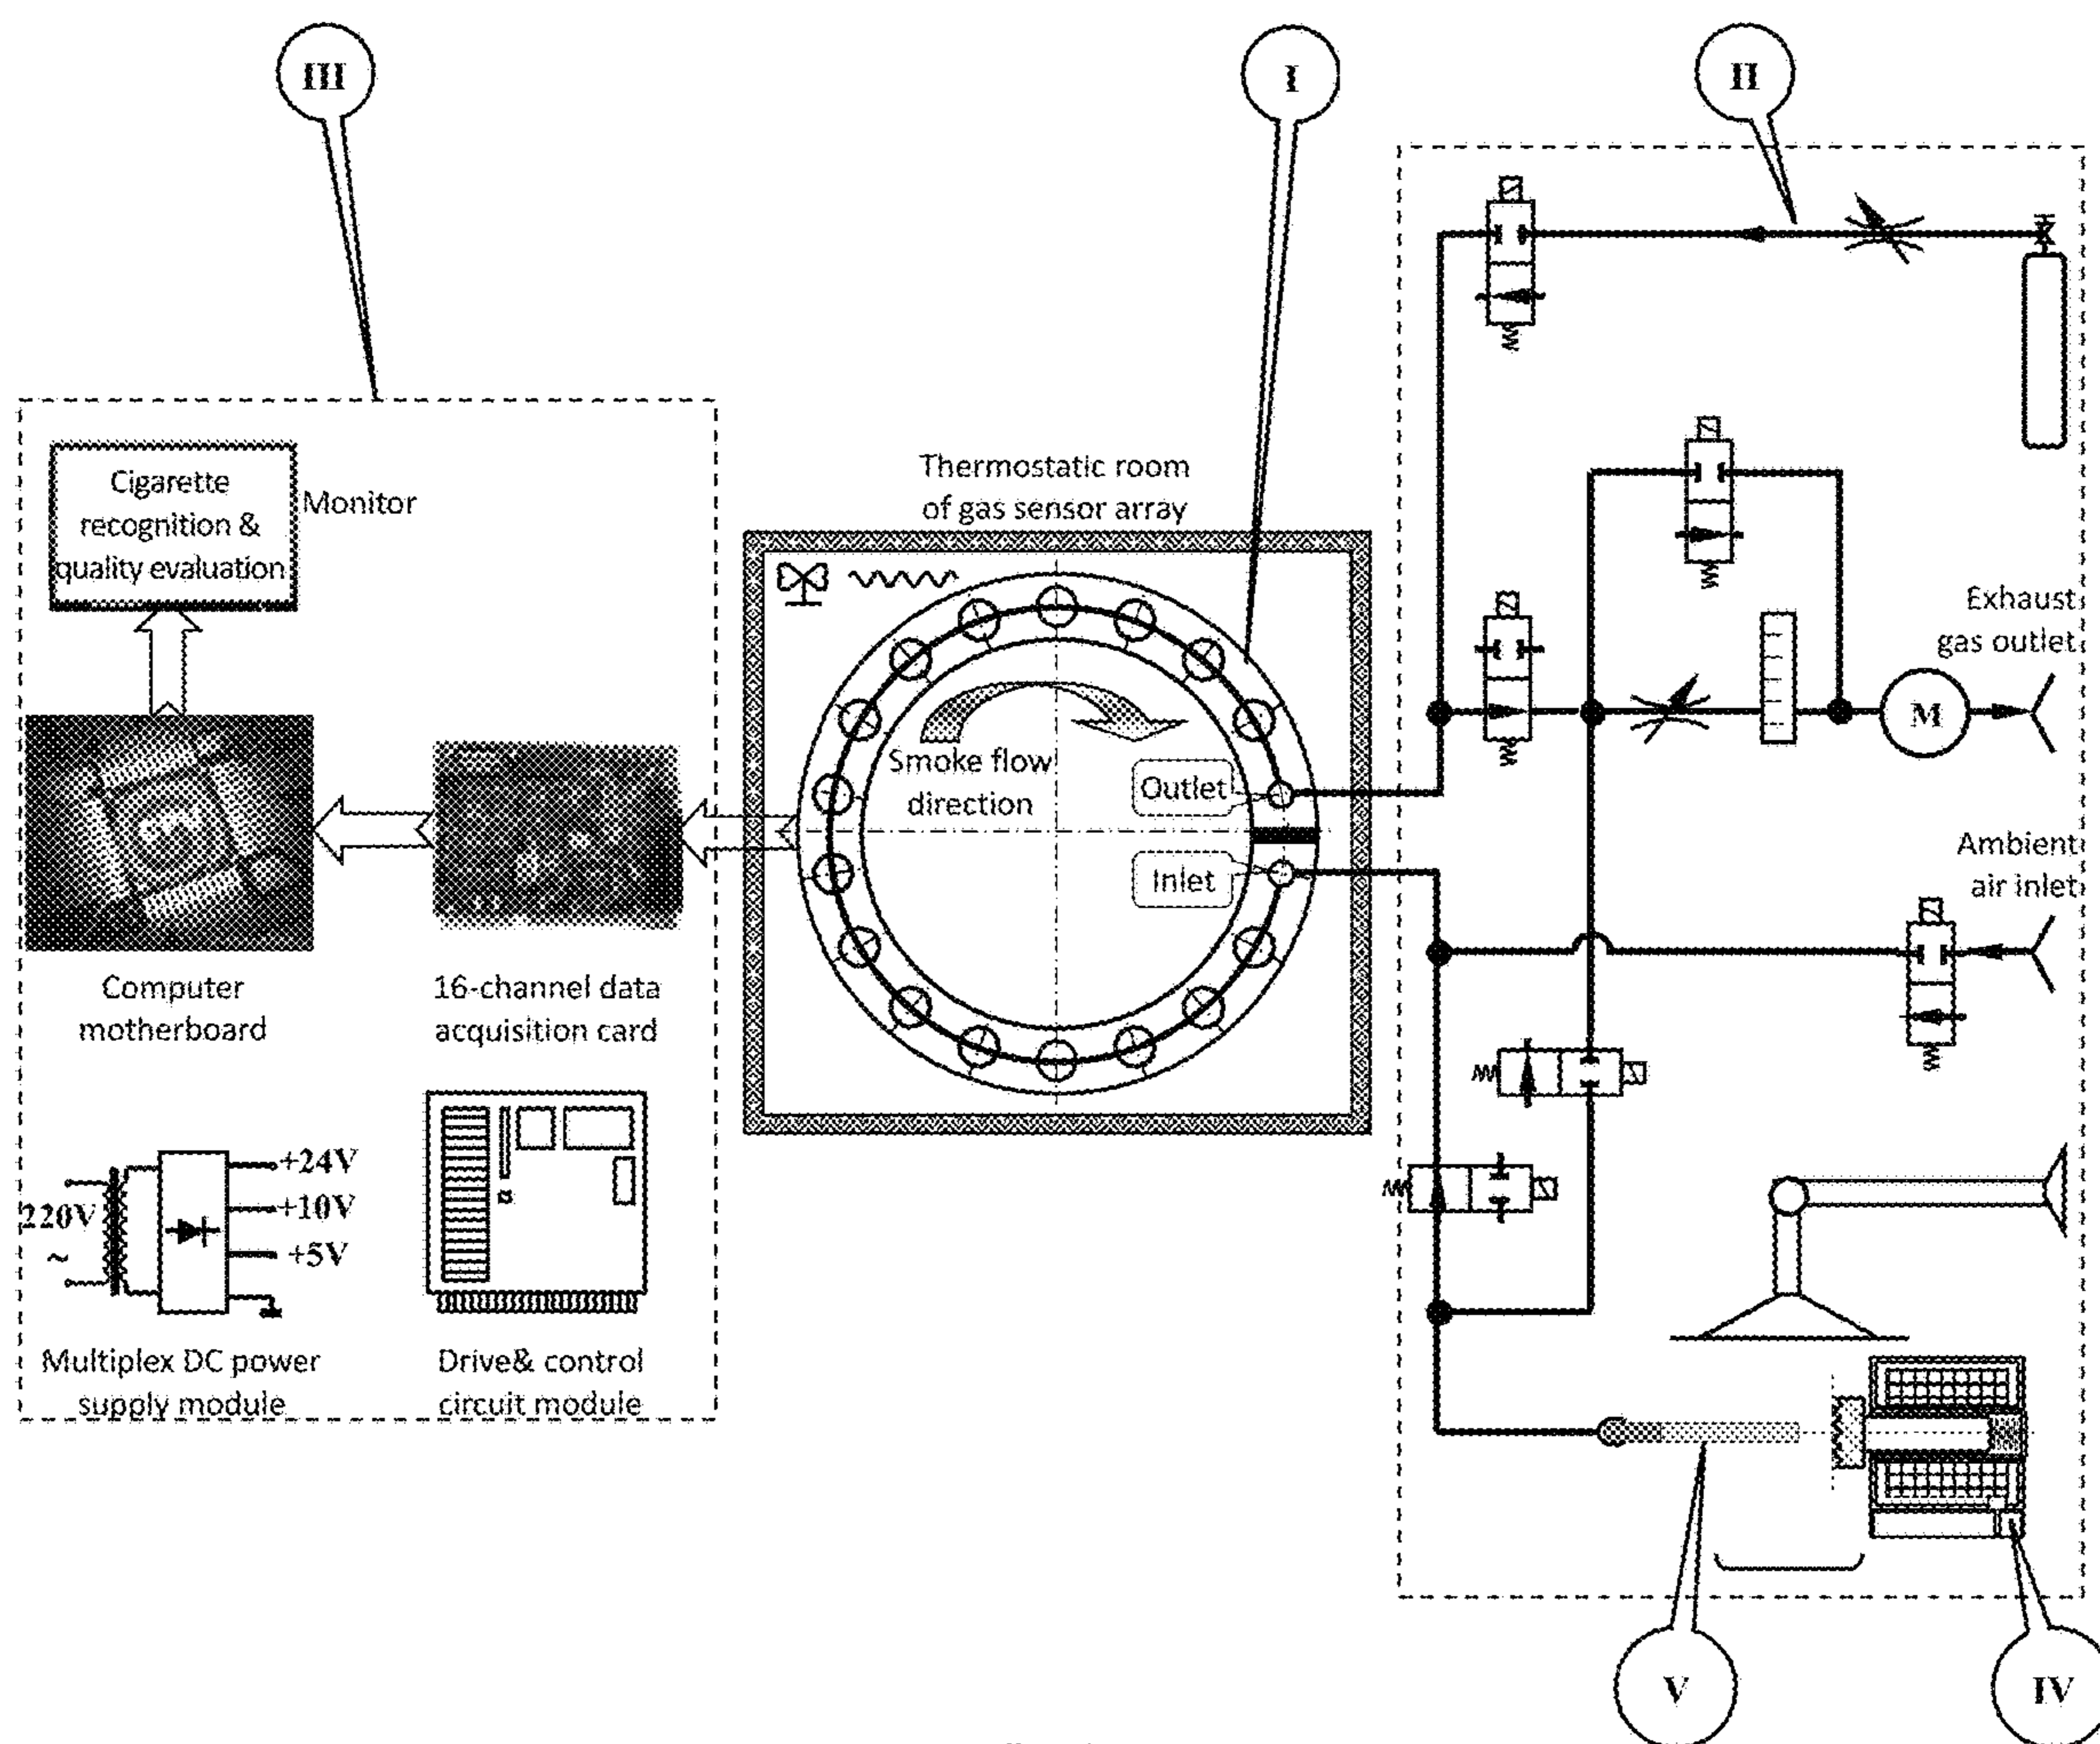 III
I
II
Cigarette
recognition &
quality evaluation
Monitor
Thermostatic room
of gas sensor array
Exhaust
gas outlet
M
Smoke flow
direction
Outlet
Inlet
Ambient
air inlet
Computer
motherboard
16-channel data
acquisition card
220V
~
+24V
+10V
+5V
Multiplex DC power
supply module
Drive& control
circuit module
V
IV